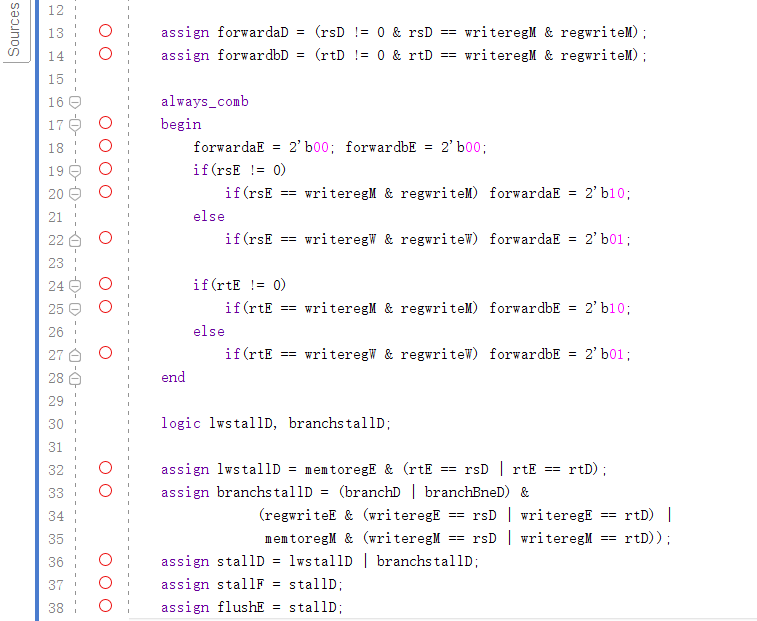 Sources
12
13 assign forwardaD = (rsD != 0 & rsD == writeregM & regwriteM);
14 assign forwardbD = (rtD != 0 & rtD == writeregM & regwriteM);
15
16 always_comb
17 begin
18 forwardaE = 2'b00; forwardbE = 2'b00;
19 if(rsE != 0)
20 if(rsE == writeregM & regwriteM) forwardaE = 2'b10;
21 else
22 if(rsE == writeregW & regwriteW) forwardaE = 2'b01;
23
24 if(rtE != 0)
25 if(rtE == writeregM & regwriteM) forwardbE = 2'b10;
26 else
27 if(rtE == writeregW & regwriteW) forwardbE = 2'b01;
28 end
29
30 logic lwstallD, branchstallD;
31
32 assign lwstallD = memtoregE & (rtE == rsD | rtE == rtD);
33 assign branchstallD = (branchD | branchBneD) &
34 (regwriteE & (writeregE == rsD | writeregE == rtD) |
35 memtoregM & (writeregM == rsD | writeregM == rtD));
36 assign stallD = lwstallD | branchstallD;
37 assign stallF = stallD;
38 assign flushE = stallD;